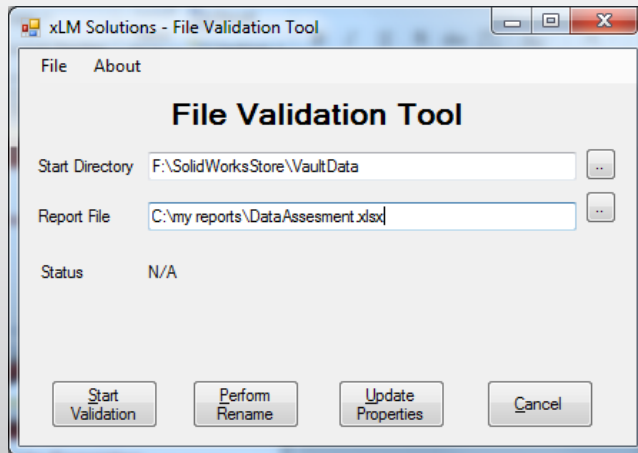 xLM Solutions - File Validation Tool
File About
File Validation Tool
Start Directory F:\SolidWorksStore\VaultData ..
Report File C:\my reports\DataAssesment.xlsx ..
Status N/A
Start Perform Update Cancel
Validation Rename Properties